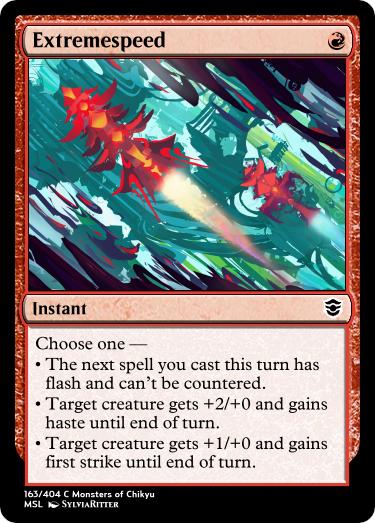 Extremespeed
Instant
Choose one —
• The next spell you cast this turn has
flash and can't be countered.
• Target creature gets +2/+0 and gains
haste until end of turn.
• Target creature gets +1/+0 and gains
first strike until end of turn.
163/404 C Monsters of Chikyu
MSL SylviaRitter